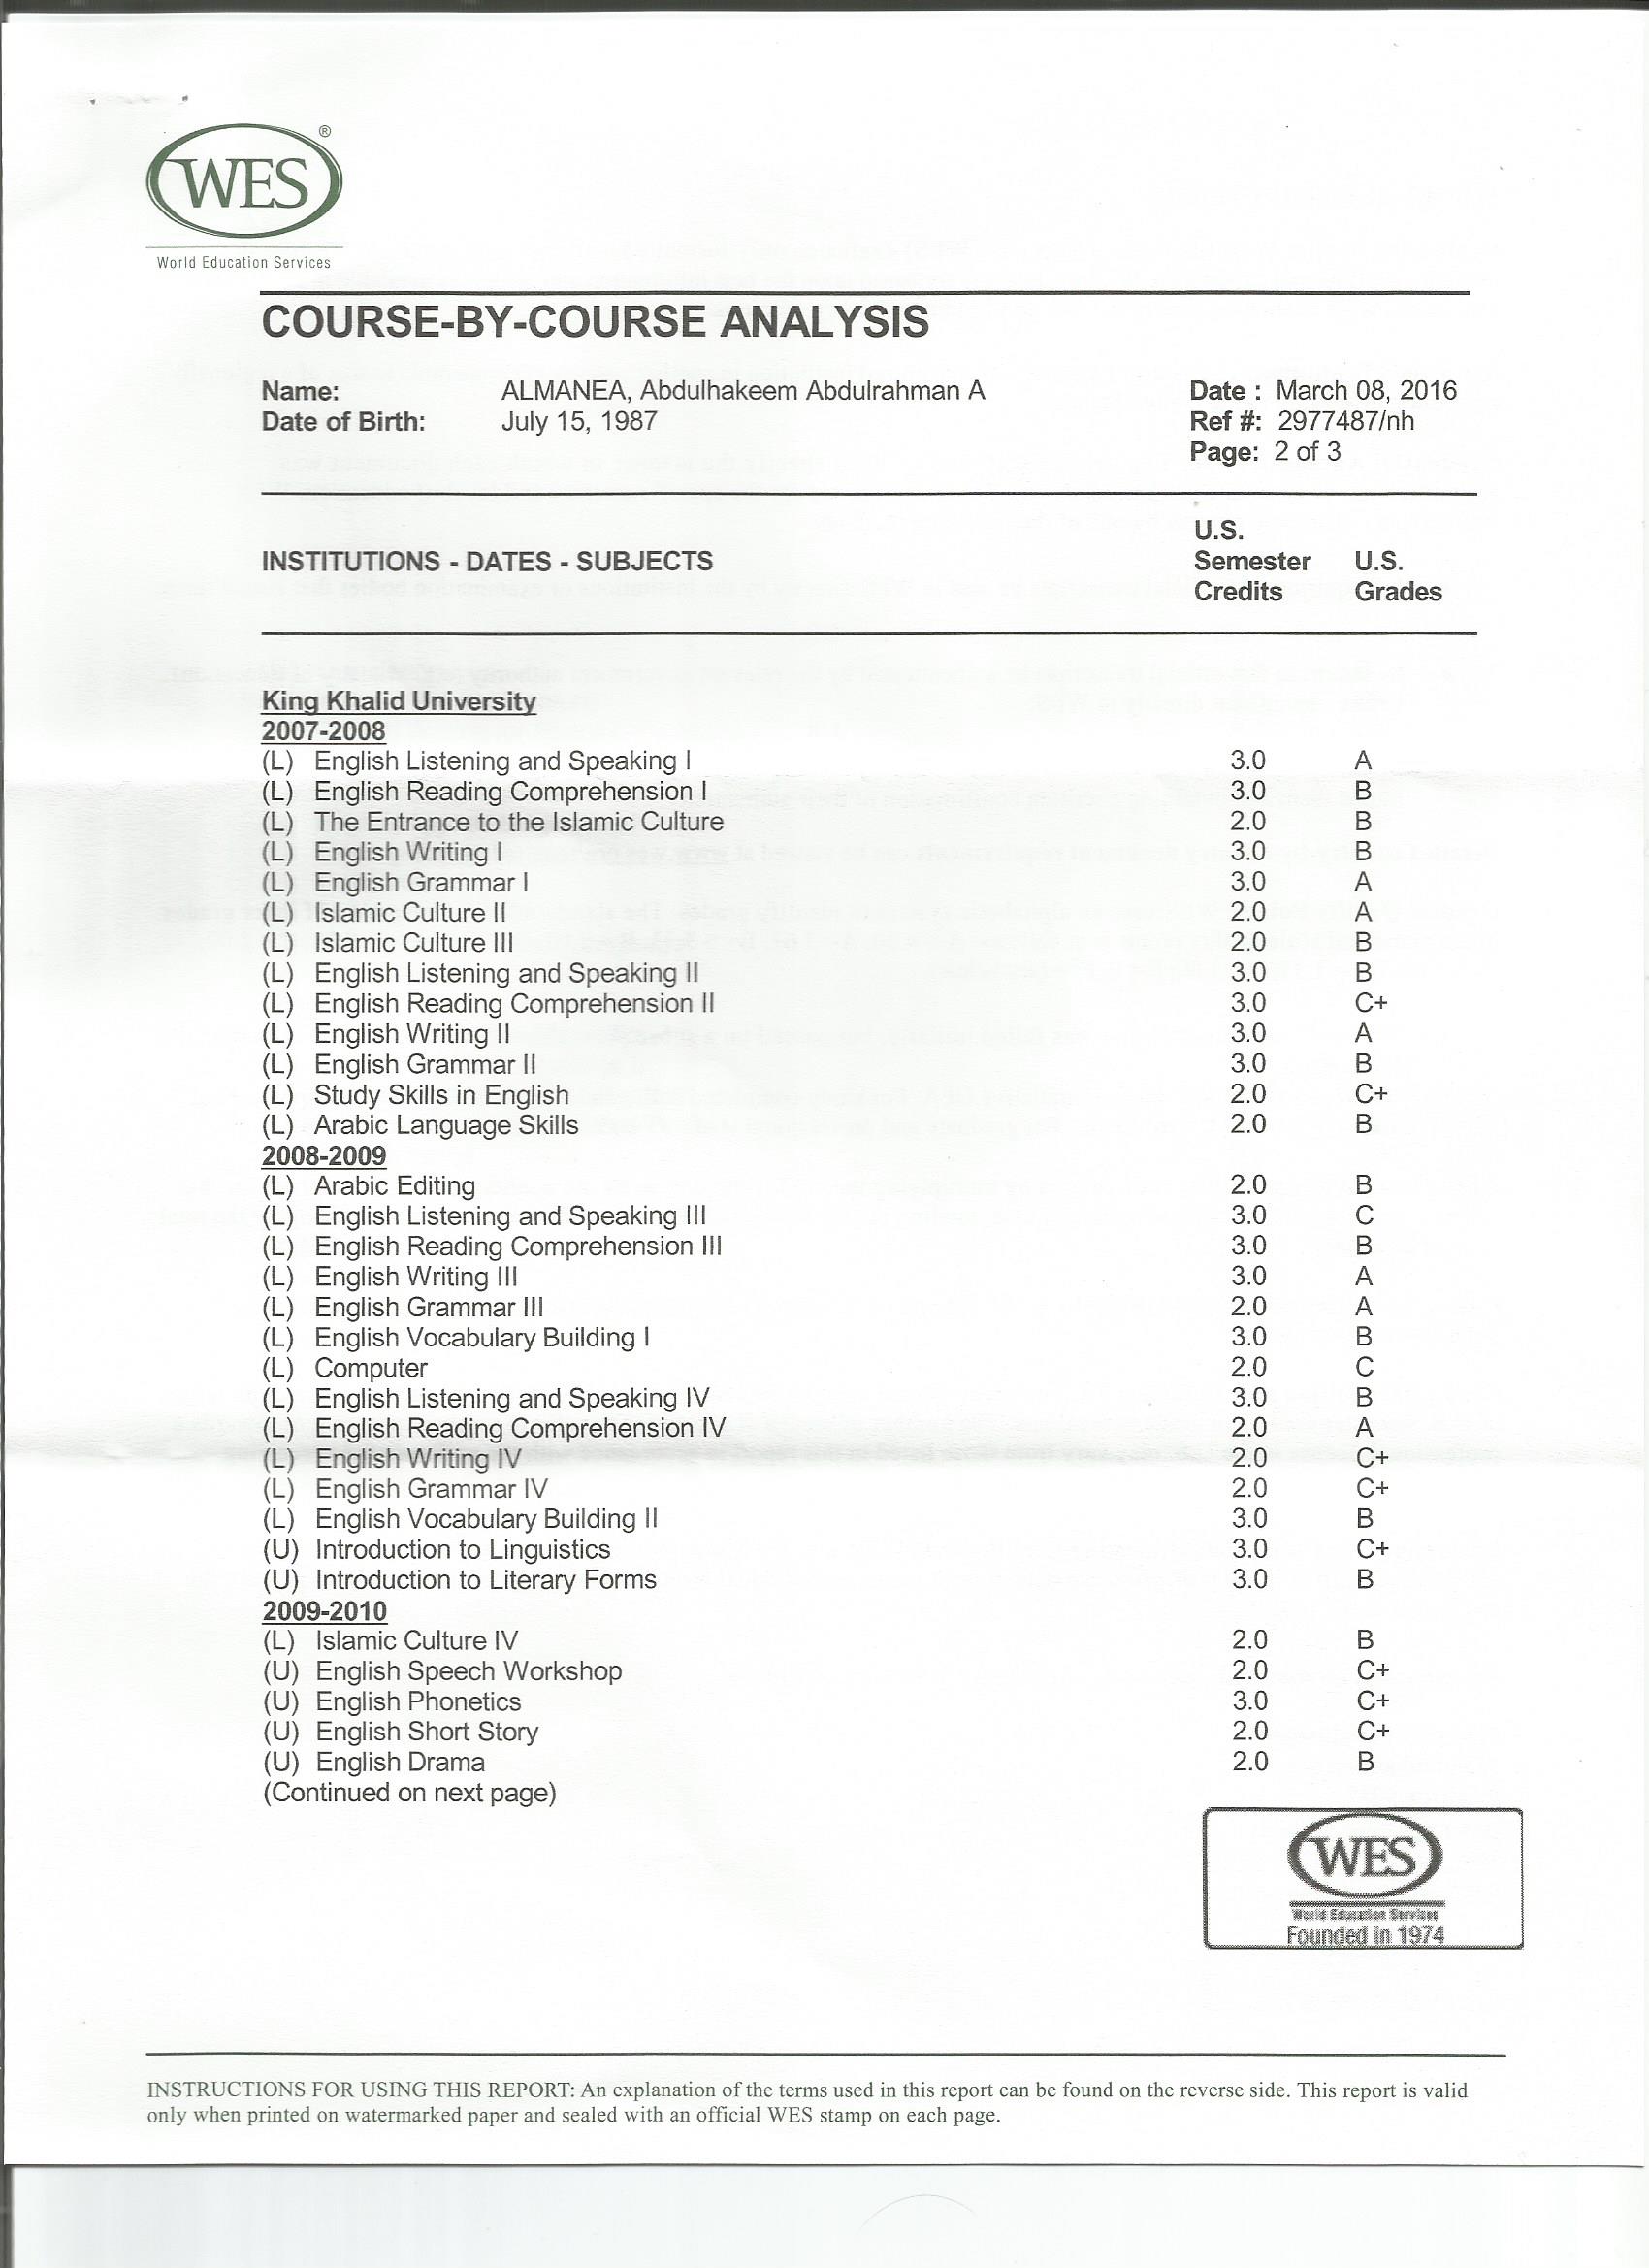 WES®
World Education Services
COURSE-BY-COURSE ANALYSIS
Name: ALMANEA, Abdulhakeem Abdulrahman A Date : March 08, 2016
Date of Birth: July 15, 1987 Ref #: 2977487/nh
Page: 2 of 3
U.S.
INSTITUTIONS - DATES - SUBJECTS Semester U.S.
Credits Grades
King Khalid University
2007-2008
(L) English Listening and Speaking I 3.0 A
(L) English Reading Comprehension I 3.0 B
(L) The Entrance to the Islamic Culture 2.0 B
(L) English Writing I 3.0 B
(L) English Grammar I 3.0 A
(L) Islamic Culture II 2.0 A
(L) Islamic Culture III 2.0 B
(L) English Listening and Speaking II 3.0 B
(L) English Reading Comprehension II 3.0 C+
(L) English Writing II 3.0 A
(L) English Grammar II 3.0 B
(L) Study Skills in English 2.0 C+
(L) Arabic Language Skills 2.0 B
2008-2009
(L) Arabic Editing 2.0 B
(L) English Listening and Speaking III 3.0 C
(L) English Reading Comprehension III 3.0 B
(L) English Writing III 3.0 A
(L) English Grammar III 2.0 A
(L) English Vocabulary Building I 3.0 B
(L) Computer 2.0 C
(L) English Listening and Speaking IV 3.0 B
(L) English Reading Comprehension IV 2.0 A
(L) English Writing IV 2.0 C+
(L) English Grammar IV 2.0 C+
(L) English Vocabulary Building II 3.0 B
(U) Introduction to Linguistics 3.0 C+
(U) Introduction to Literary Forms 3.0 B
2009-2010
(L) Islamic Culture IV 2.0 B
(U) English Speech Workshop 2.0 C+
(U) English Phonetics 3.0 C+
(U) English Short Story 2.0 C+
(U) English Drama 2.0 B
(Continued on next page)
WES
World Education Services
Founded in 1974
INSTRUCTIONS FOR USING THIS REPORT: An explanation of the terms used in this report can be found on the reverse side. This report is valid
only when printed on watermarked paper and sealed with an official WES stamp on each page.